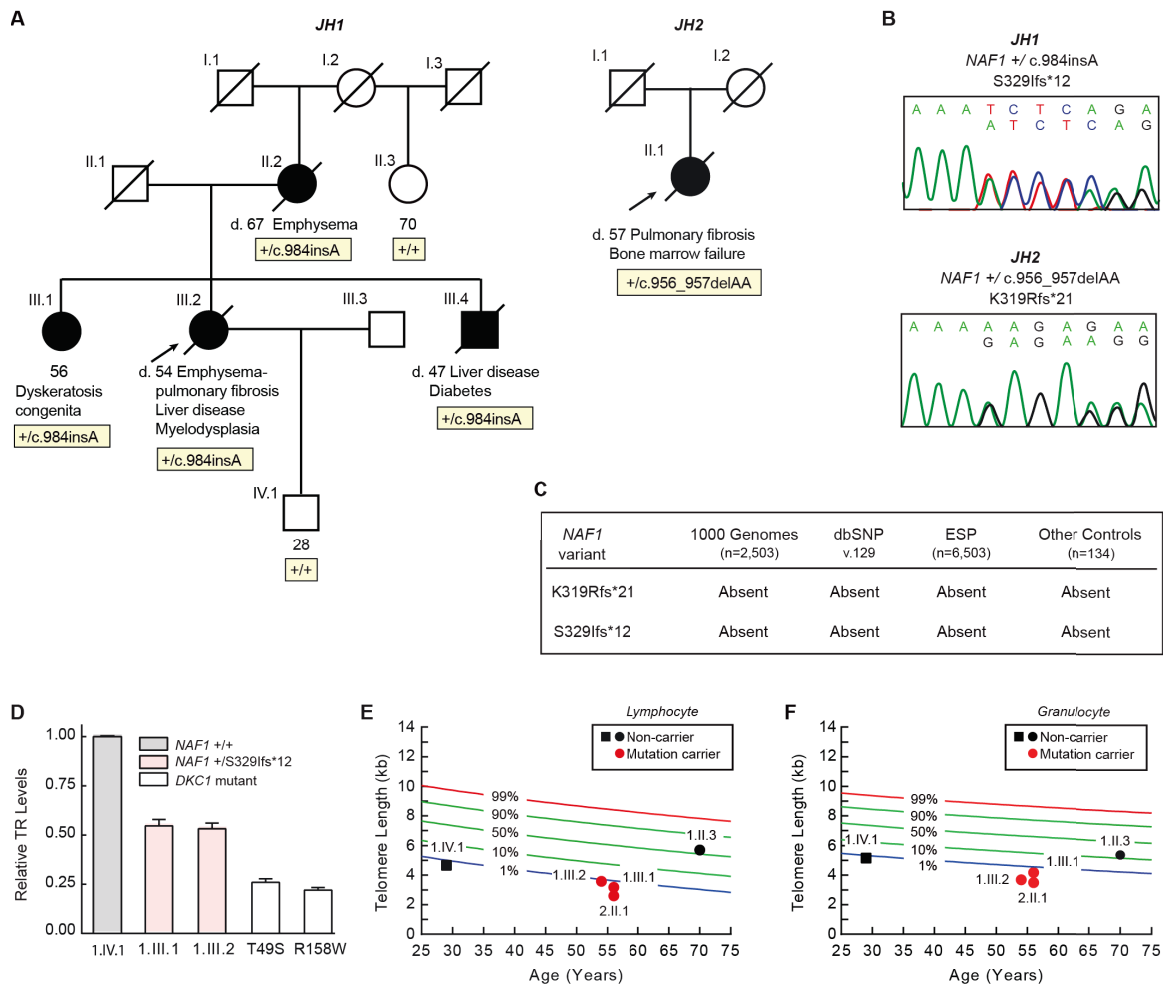 A
JH1
I.1
I.2
I.3
II.1
II.2
II.3
d. 67 Emphysema
+/c.984insA
70
+/+
III.1
III.2
III.3
III.4
56
Dyskeratosis
congenita
+/c.984insA
d. 54 Emphysema-
pulmonary fibrosis
Liver disease
Myelodysplasia
+/c.984insA
d. 47 Liver disease
Diabetes
+/c.984insA
IV.1
28
+/+
JH2
I.1
I.2
II.1
d. 57 Pulmonary fibrosis
Bone marrow failure
+/c.956_957delAA
B
JH1
NAF1 +/ c.984insA
S329Ifs*12
A A A T C T C A G A
A T C T C A G
JH2
NAF1 +/ c.956_957delAA
K319Rfs*21
A A A A A G A G A A
G A G A A G G
C
NAF1 variant
1000 Genomes (n=2,503)
dbSNP v.129
ESP (n=6,503)
Other Controls (n=134)
K319Rfs*21 Absent Absent Absent Absent
S329Ifs*12 Absent Absent Absent Absent
D
Relative TR Levels
1.00
0.75
0.50
0.25
0.00
NAF1 +/+
NAF1 +/S329Ifs*12
DKC1 mutant
1.IV.1 1.III.1 1.III.2 T49S R158W
E
Lymphocyte
Non-carrier
Mutation carrier
Telomere Length (kb)
14
12
10
8
6
4
2
0
99%
90%
50%
10%
1%
1.IV.1
1.II.3
1.III.2
1.III.1
2.II.1
25 30 35 40 45 50 55 60 65 70 75
Age (Years)
F
Granulocyte
Non-carrier
Mutation carrier
Telomere Length (kb)
14
12
10
8
6
4
2
0
99%
90%
50%
10%
1%
1.IV.1
1.II.3
1.III.1
1.III.2
2.II.1
25 30 35 40 45 50 55 60 65 70 75
Age (Years)